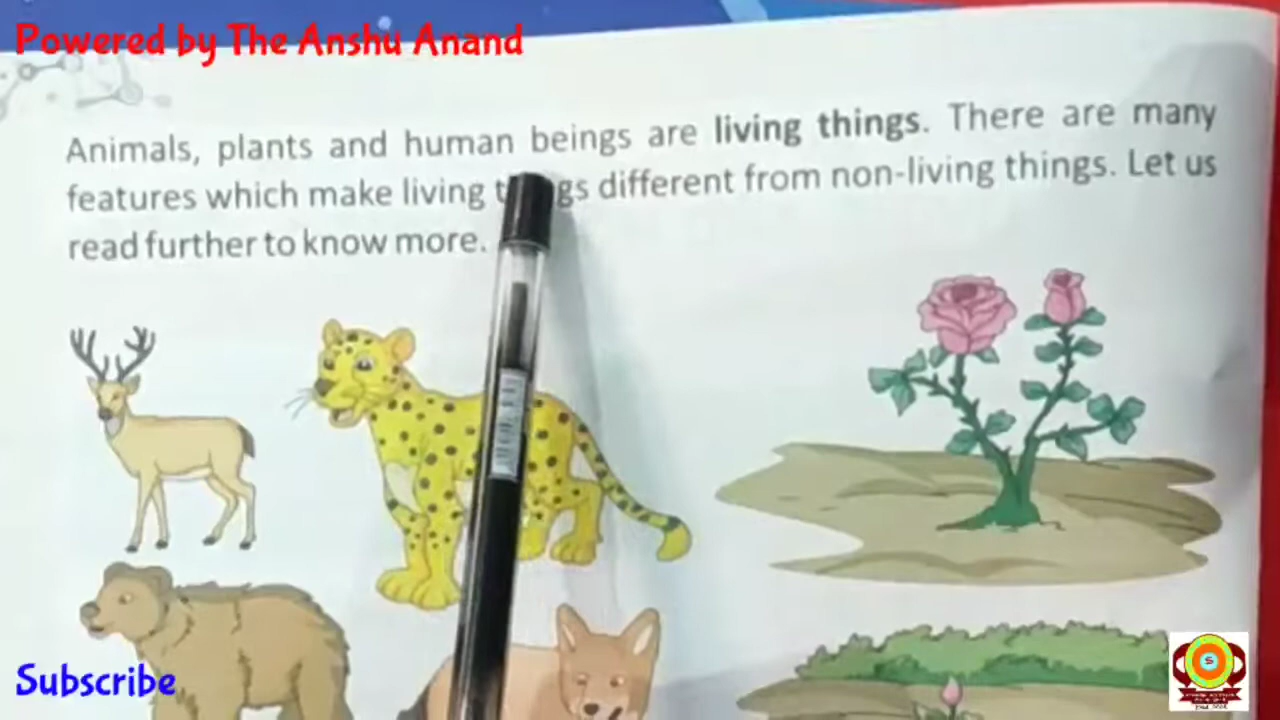 Powered by The Anshu Anand
Animals, plants and human beings are living things. There are many
features which make living different from non-living things. Let us
read further to know more.
Subscribe
S